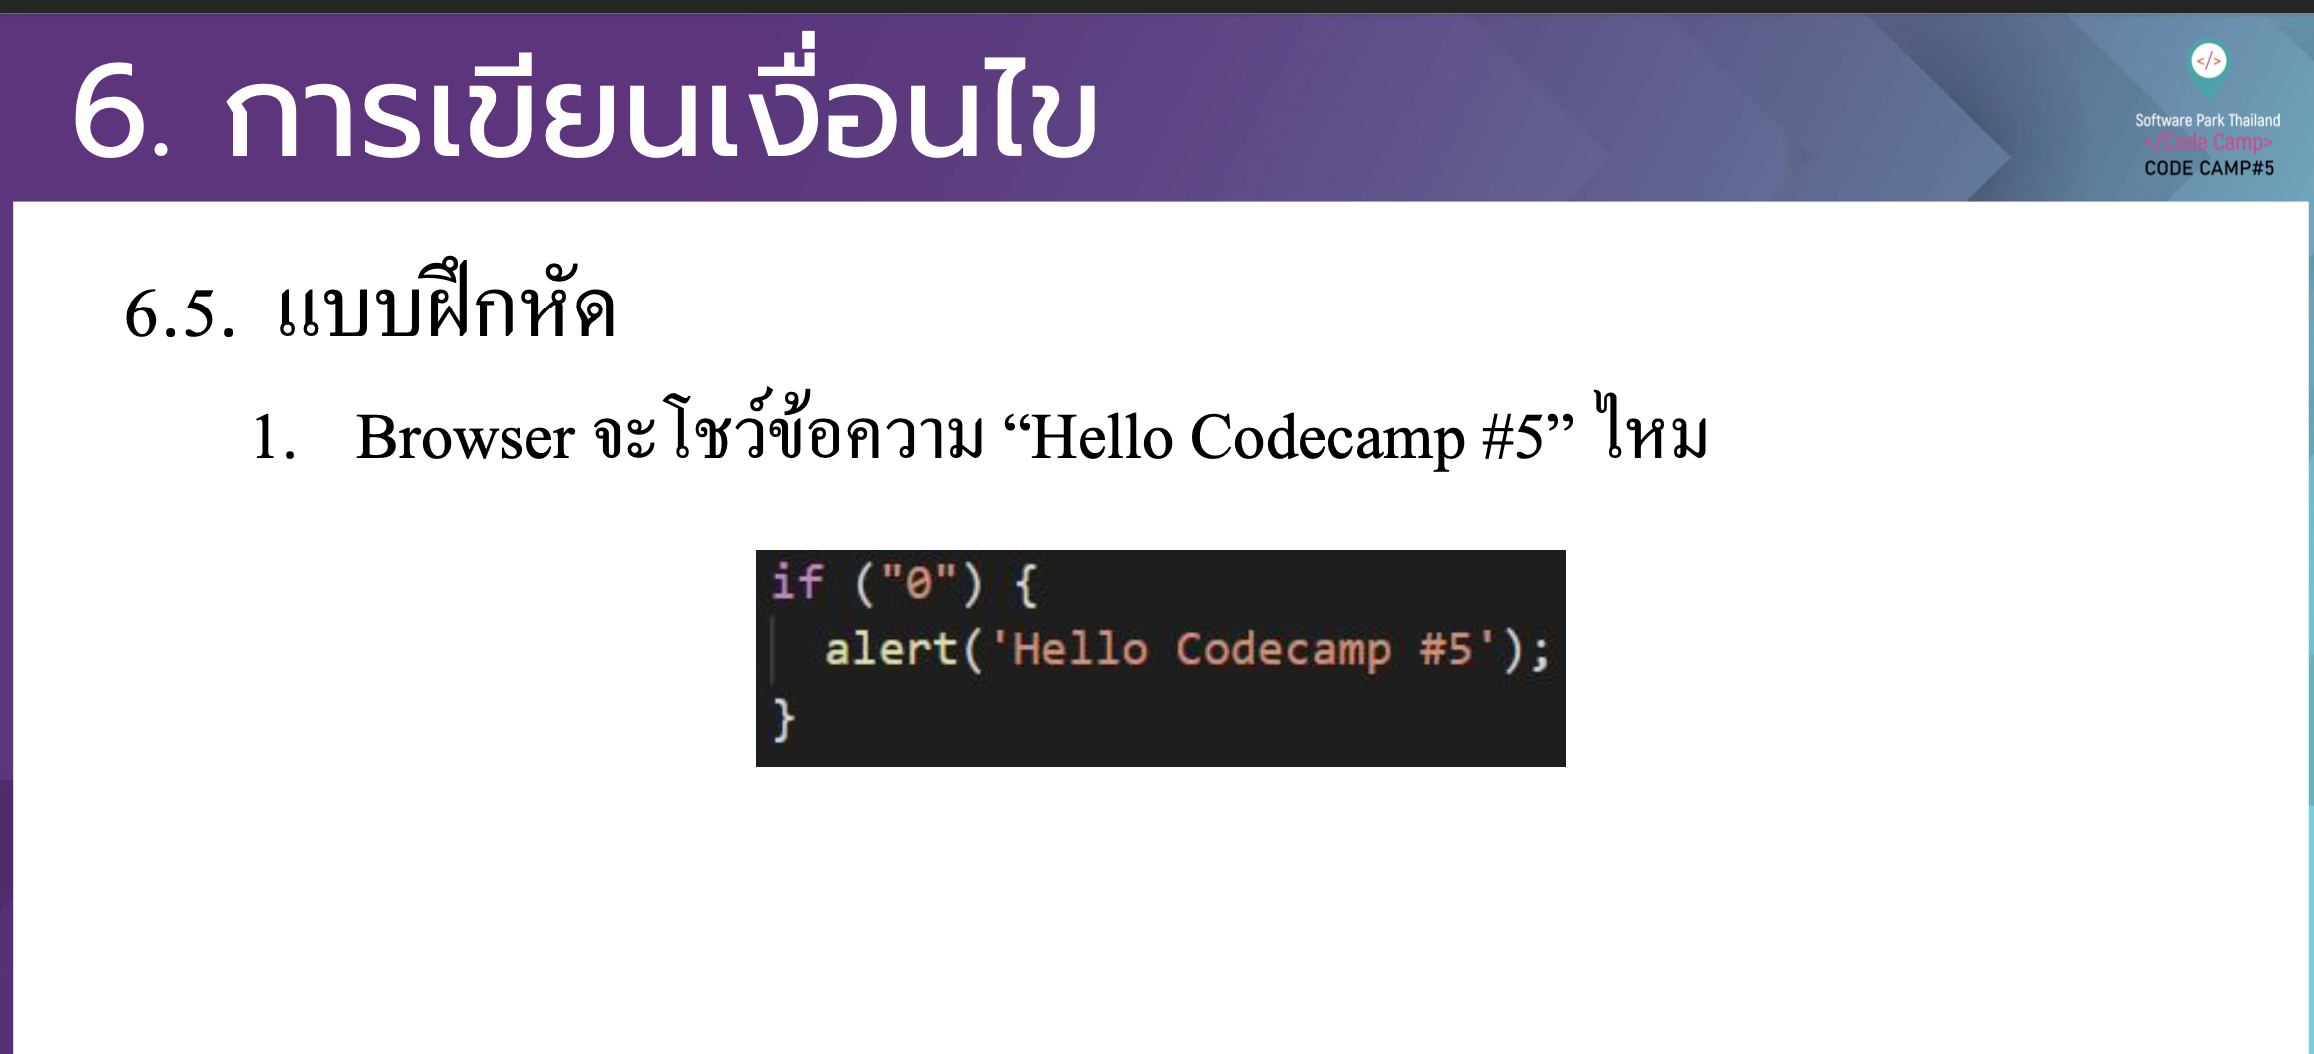 6. การเขียนเงื่อนไข
</>
Software Park Thailand
</Code Camp>
CODE CAMP#5
6.5. แบบฝึกหัด
1. Browser จะโชว์ข้อความ “Hello Codecamp #5” ไหม
if ("0") {
alert('Hello Codecamp #5');
}